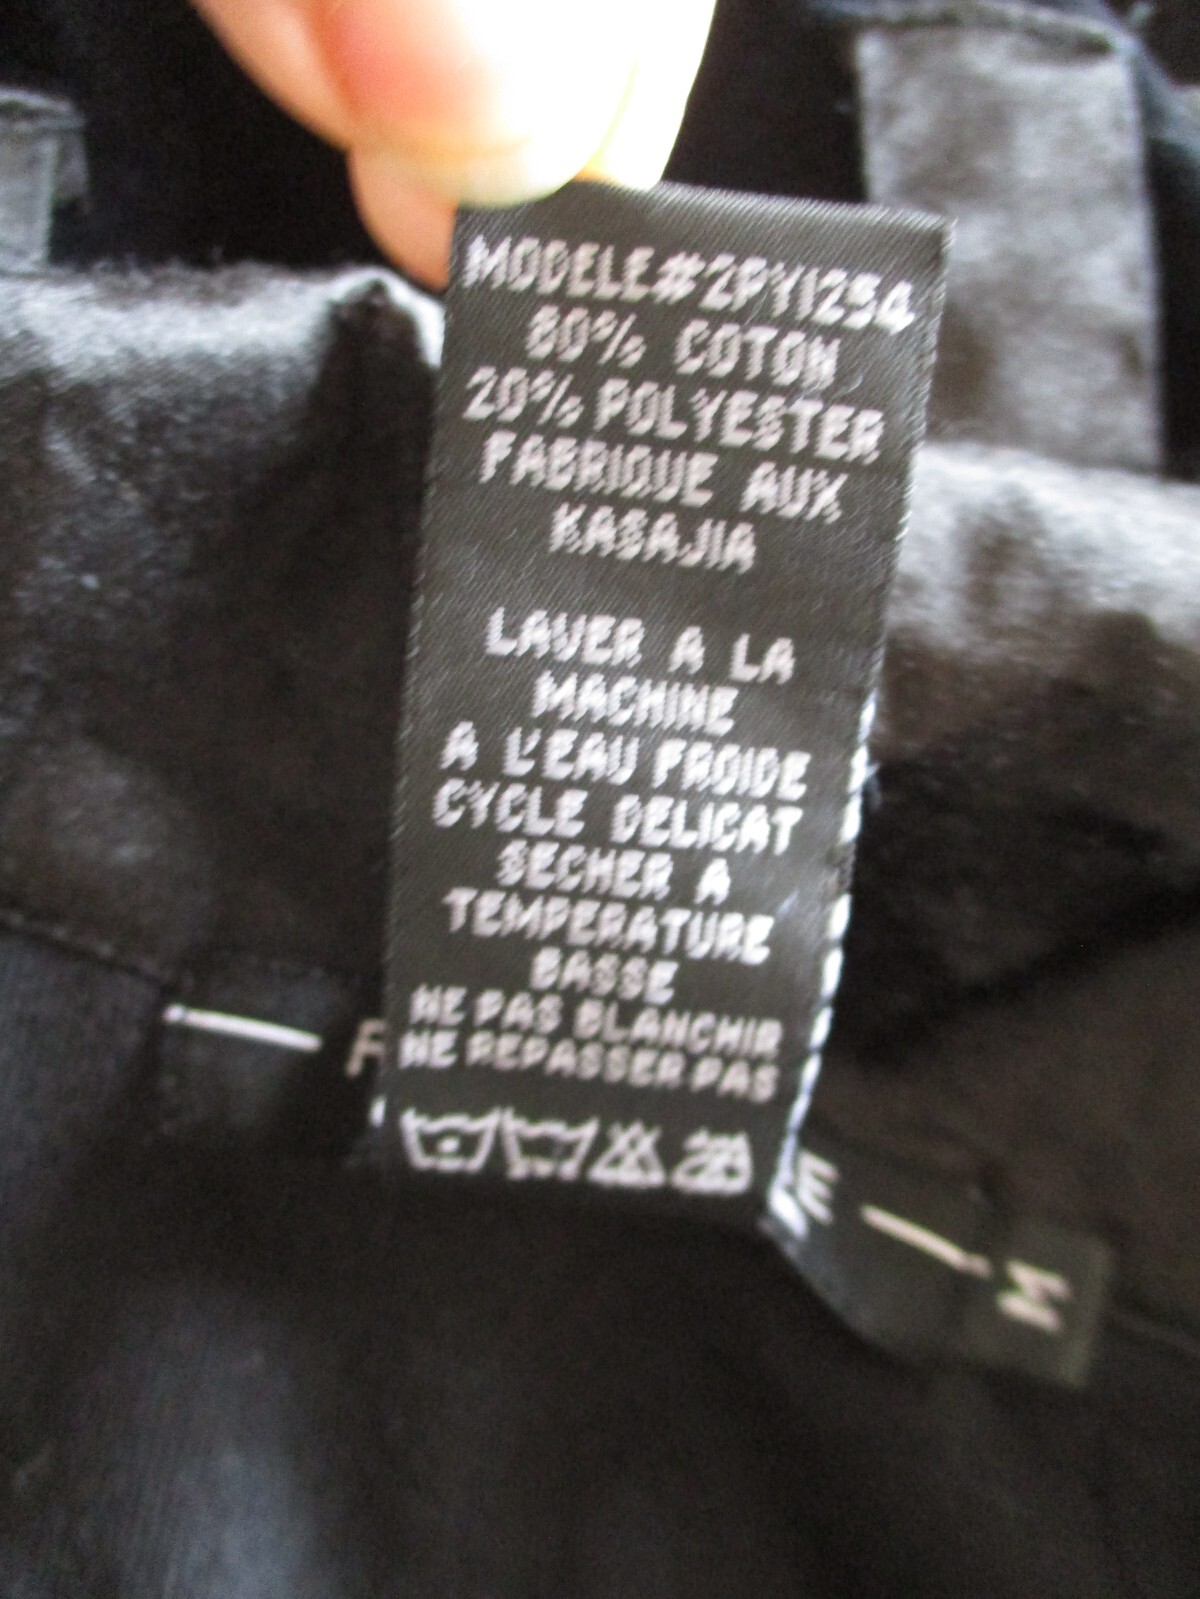 MODELE#2PY1254
80% COTON
20% POLYESTER
FABRIQUE AUX
KASAJIA
LAVER A LA
MACHINE
A L'EAU FROIDE
CYCLE DELICAT
SECHER A
TEMPERATURE
BASSE
NE PAS BLANCHIR
NE REPASSER PAS
M